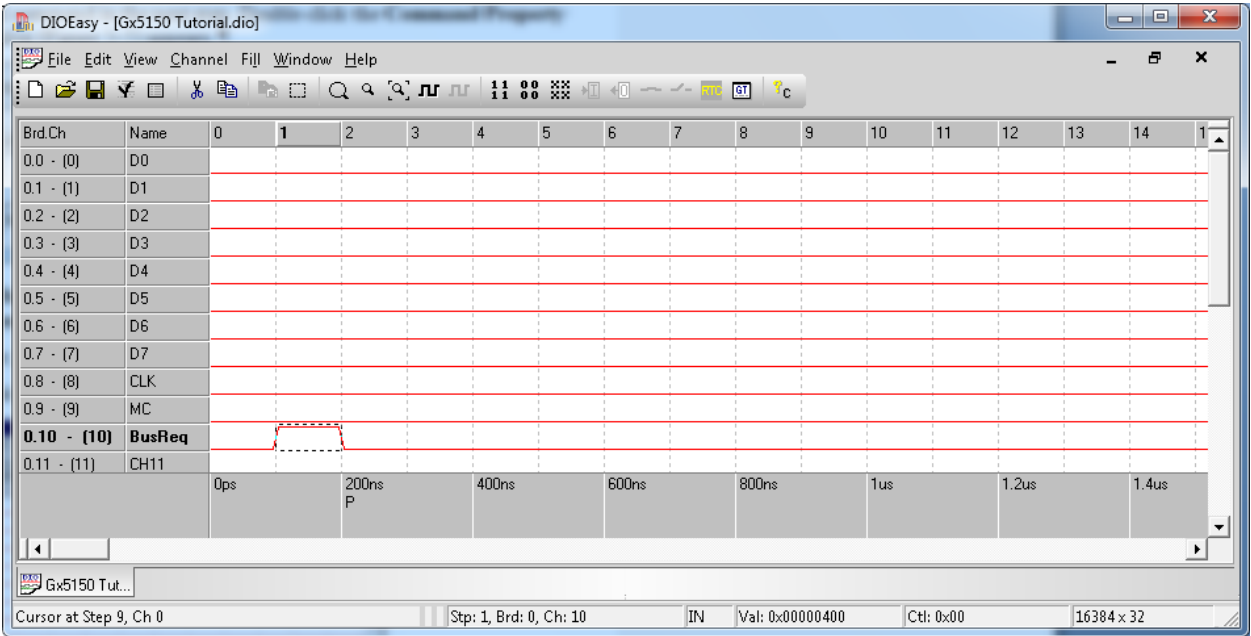 DIOEasy - [Gx5150 Tutorial.dio]
File Edit View Channel Fill Window Help
RTC GT ?c
Brd.Ch Name 0 1 2 3 4 5 6 7 8 9 10 11 12 13 14 1
0.0 - (0) D0
0.1 - (1) D1
0.2 - (2) D2
0.3 - (3) D3
0.4 - (4) D4
0.5 - (5) D5
0.6 - (6) D6
0.7 - (7) D7
0.8 - (8) CLK
0.9 - (9) MC
0.10 - (10) BusReq
0.11 - (11) CH11
0ps 200ns 400ns 600ns 800ns 1us 1.2us 1.4us
P
Gx5150 Tut...
Cursor at Step 9, Ch 0 Stp: 1, Brd: 0, Ch: 10 IN Val: 0x00000400 Ctl: 0x00 16384 x 32